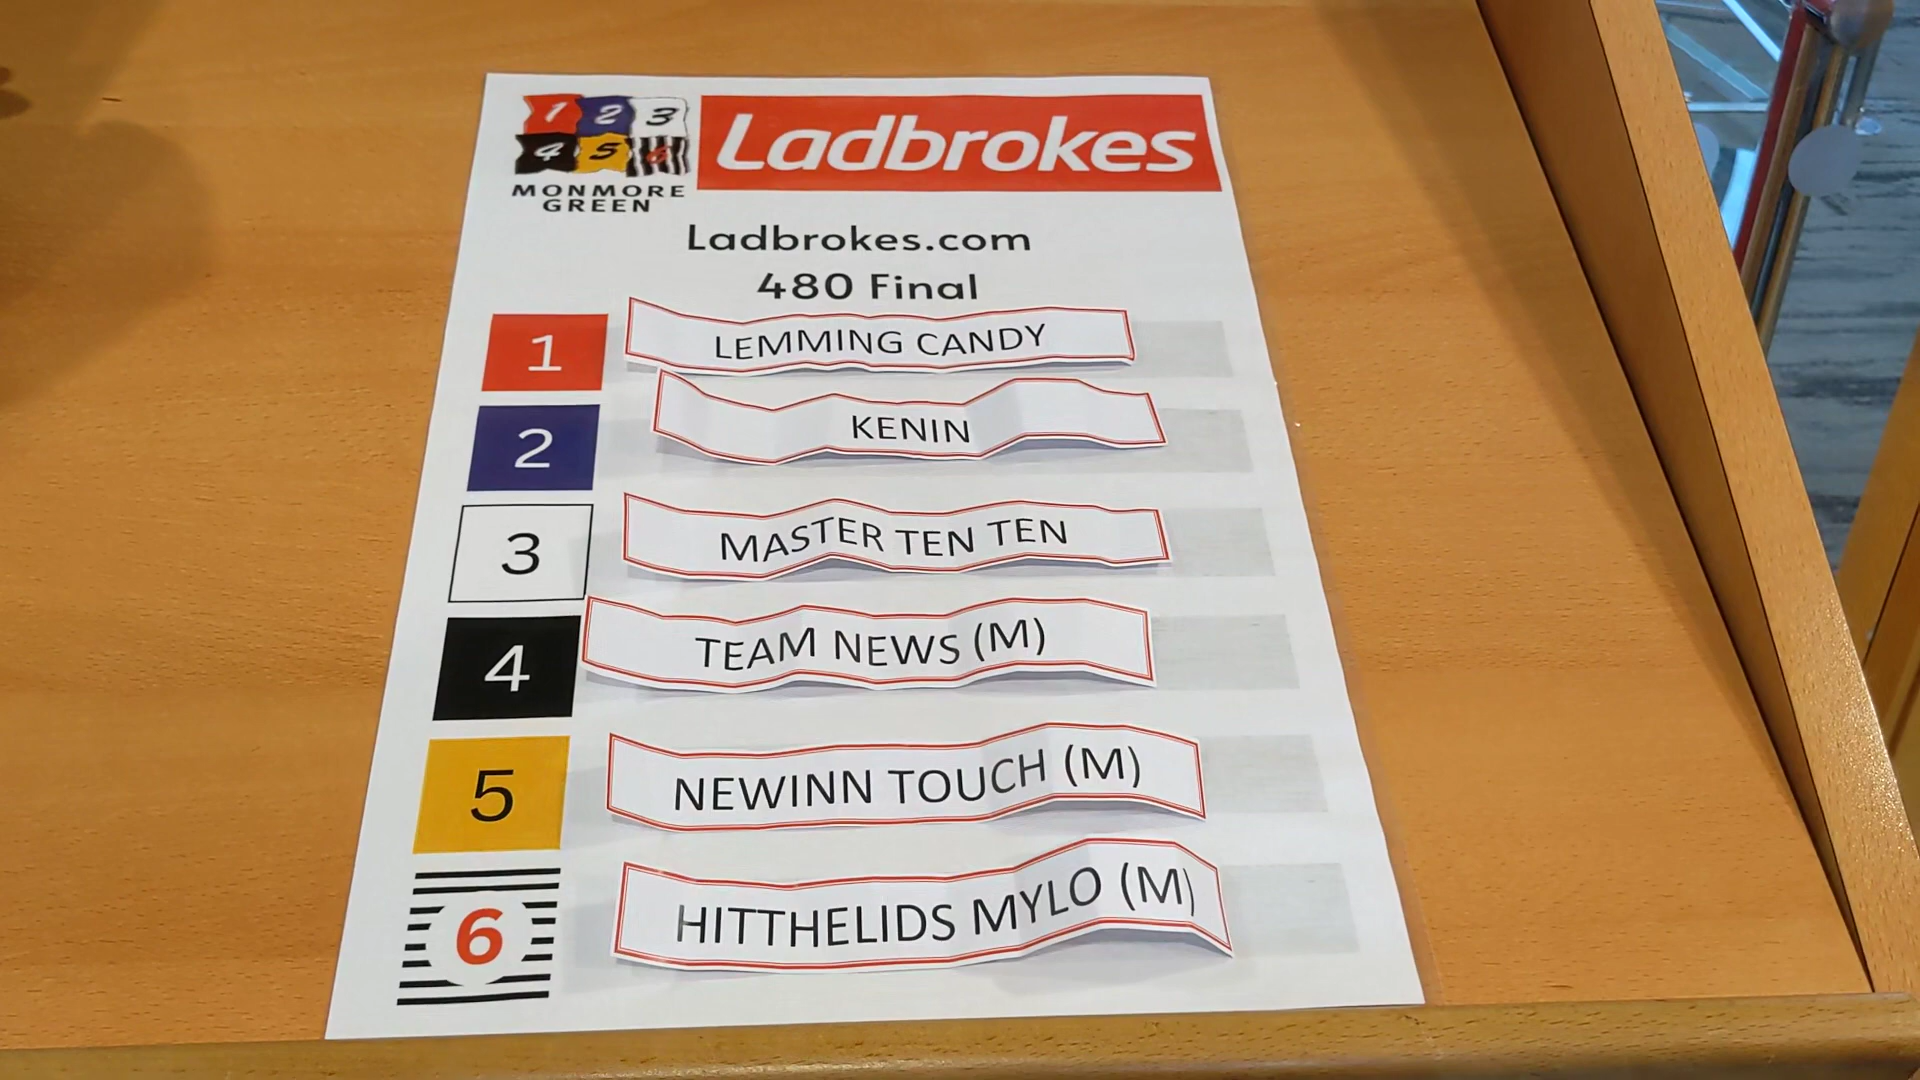 1 2 3
4 5 6
MONMORE
GREEN
Ladbrokes
Ladbrokes.com
480 Final
1 LEMMING CANDY
2 KENIN
3 MASTER TEN TEN
4 TEAM NEWS (M)
5 NEWINN TOUCH (M)
6 HITTHELIDS MYLO (M)